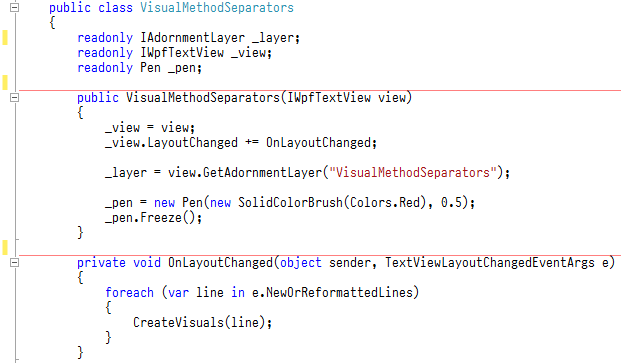 public class VisualMethodSeparators
{
    readonly IAdornmentLayer _layer;
    readonly IWpfTextView _view;
    readonly Pen _pen;

    public VisualMethodSeparators(IWpfTextView view)
    {
        _view = view;
        _view.LayoutChanged += OnLayoutChanged;

        _layer = view.GetAdornmentLayer("VisualMethodSeparators");

        _pen = new Pen(new SolidColorBrush(Colors.Red), 0.5);
        _pen.Freeze();
    }

    private void OnLayoutChanged(object sender, TextViewLayoutChangedEventArgs e)
    {
        foreach (var line in e.NewOrReformattedLines)
        {
            CreateVisuals(line);
        }
    }